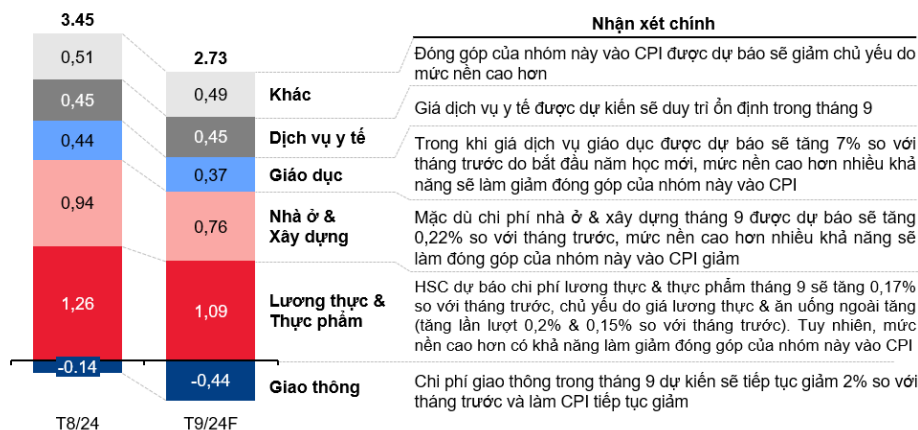 3.45
0,51
0,45
0,44
0,94
1,26
-0.14
T8/24
2.73
0,49
0,45
0,37
0,76
1,09
-0,44
T9/24F
Khác
Dịch vụ y tế
Giáo dục
Nhà ở &
Xây dựng
Lương thực &
Thực phẩm
Giao thông
Nhận xét chính
Đóng góp của nhóm này vào CPI được dự báo sẽ giảm chủ yếu do
mức nền cao hơn
Giá dịch vụ y tế được dự kiến sẽ duy trì ổn định trong tháng 9
Trong khi giá dịch vụ giáo dục được dự báo sẽ tăng 7% so với
tháng trước do bắt đầu năm học mới, mức nền cao hơn nhiều khả
năng sẽ làm giảm đóng góp của nhóm này vào CPI
Mặc dù chi phí nhà ở & xây dựng tháng 9 được dự báo sẽ tăng
0,22% so với tháng trước, mức nền cao hơn nhiều khả năng sẽ
làm đóng góp của nhóm này vào CPI giảm
HSC dự báo chi phí lương thực & thực phẩm tháng 9 sẽ tăng 0,17%
so với tháng trước, chủ yếu do giá lương thực & ăn uống ngoài tăng
(tăng lần lượt 0,2% & 0,15% so với tháng trước). Tuy nhiên, mức
nền cao hơn có khả năng làm giảm đóng góp của nhóm này vào CPI
Chi phí giao thông trong tháng 9 dự kiến sẽ tiếp tục giảm 2% so với
tháng trước và làm CPI tiếp tục giảm